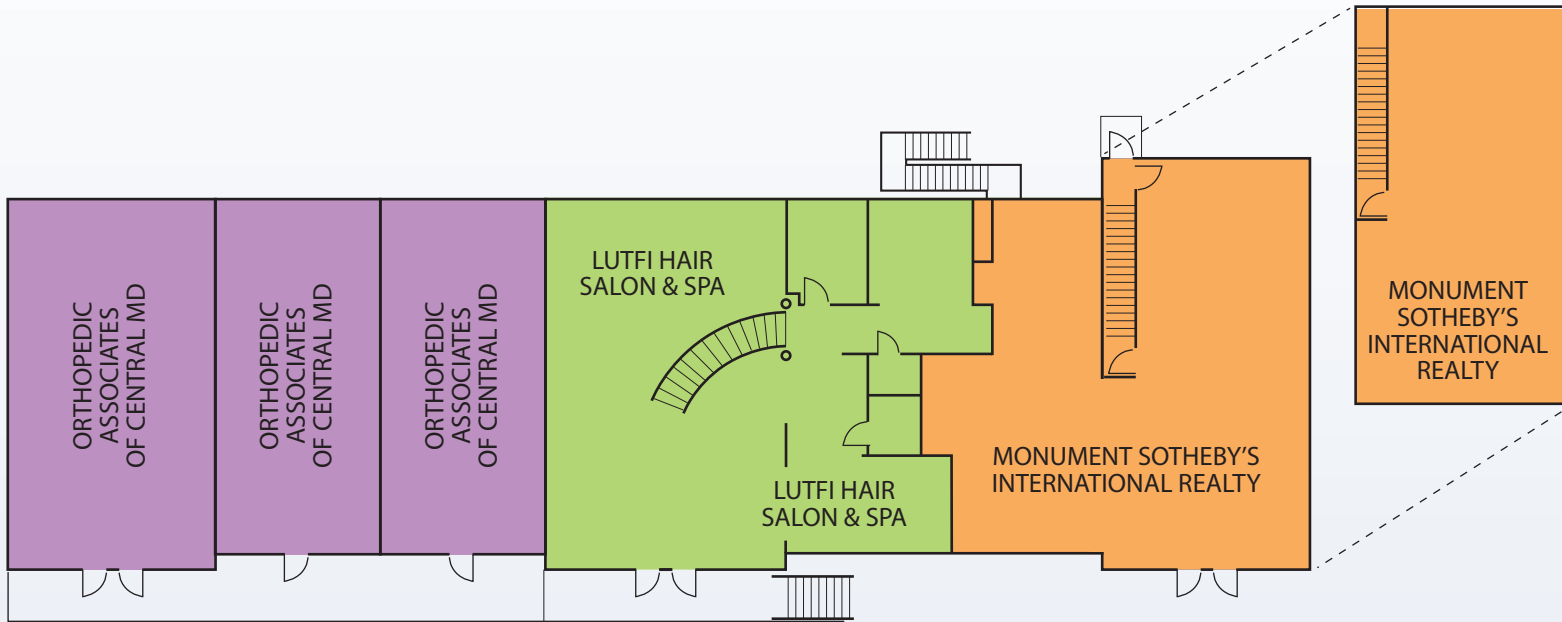 ORTHOPEDIC
ASSOCIATES
OF CENTRAL MD
ORTHOPEDIC
ASSOCIATES
OF CENTRAL MD
ORTHOPEDIC
ASSOCIATES
OF CENTRAL MD
LUTFI HAIR
SALON & SPA
LUTFI HAIR
SALON & SPA
MONUMENT SOTHEBY'S
INTERNATIONAL REALTY
MONUMENT
SOTHEBY'S
INTERNATIONAL
REALTY